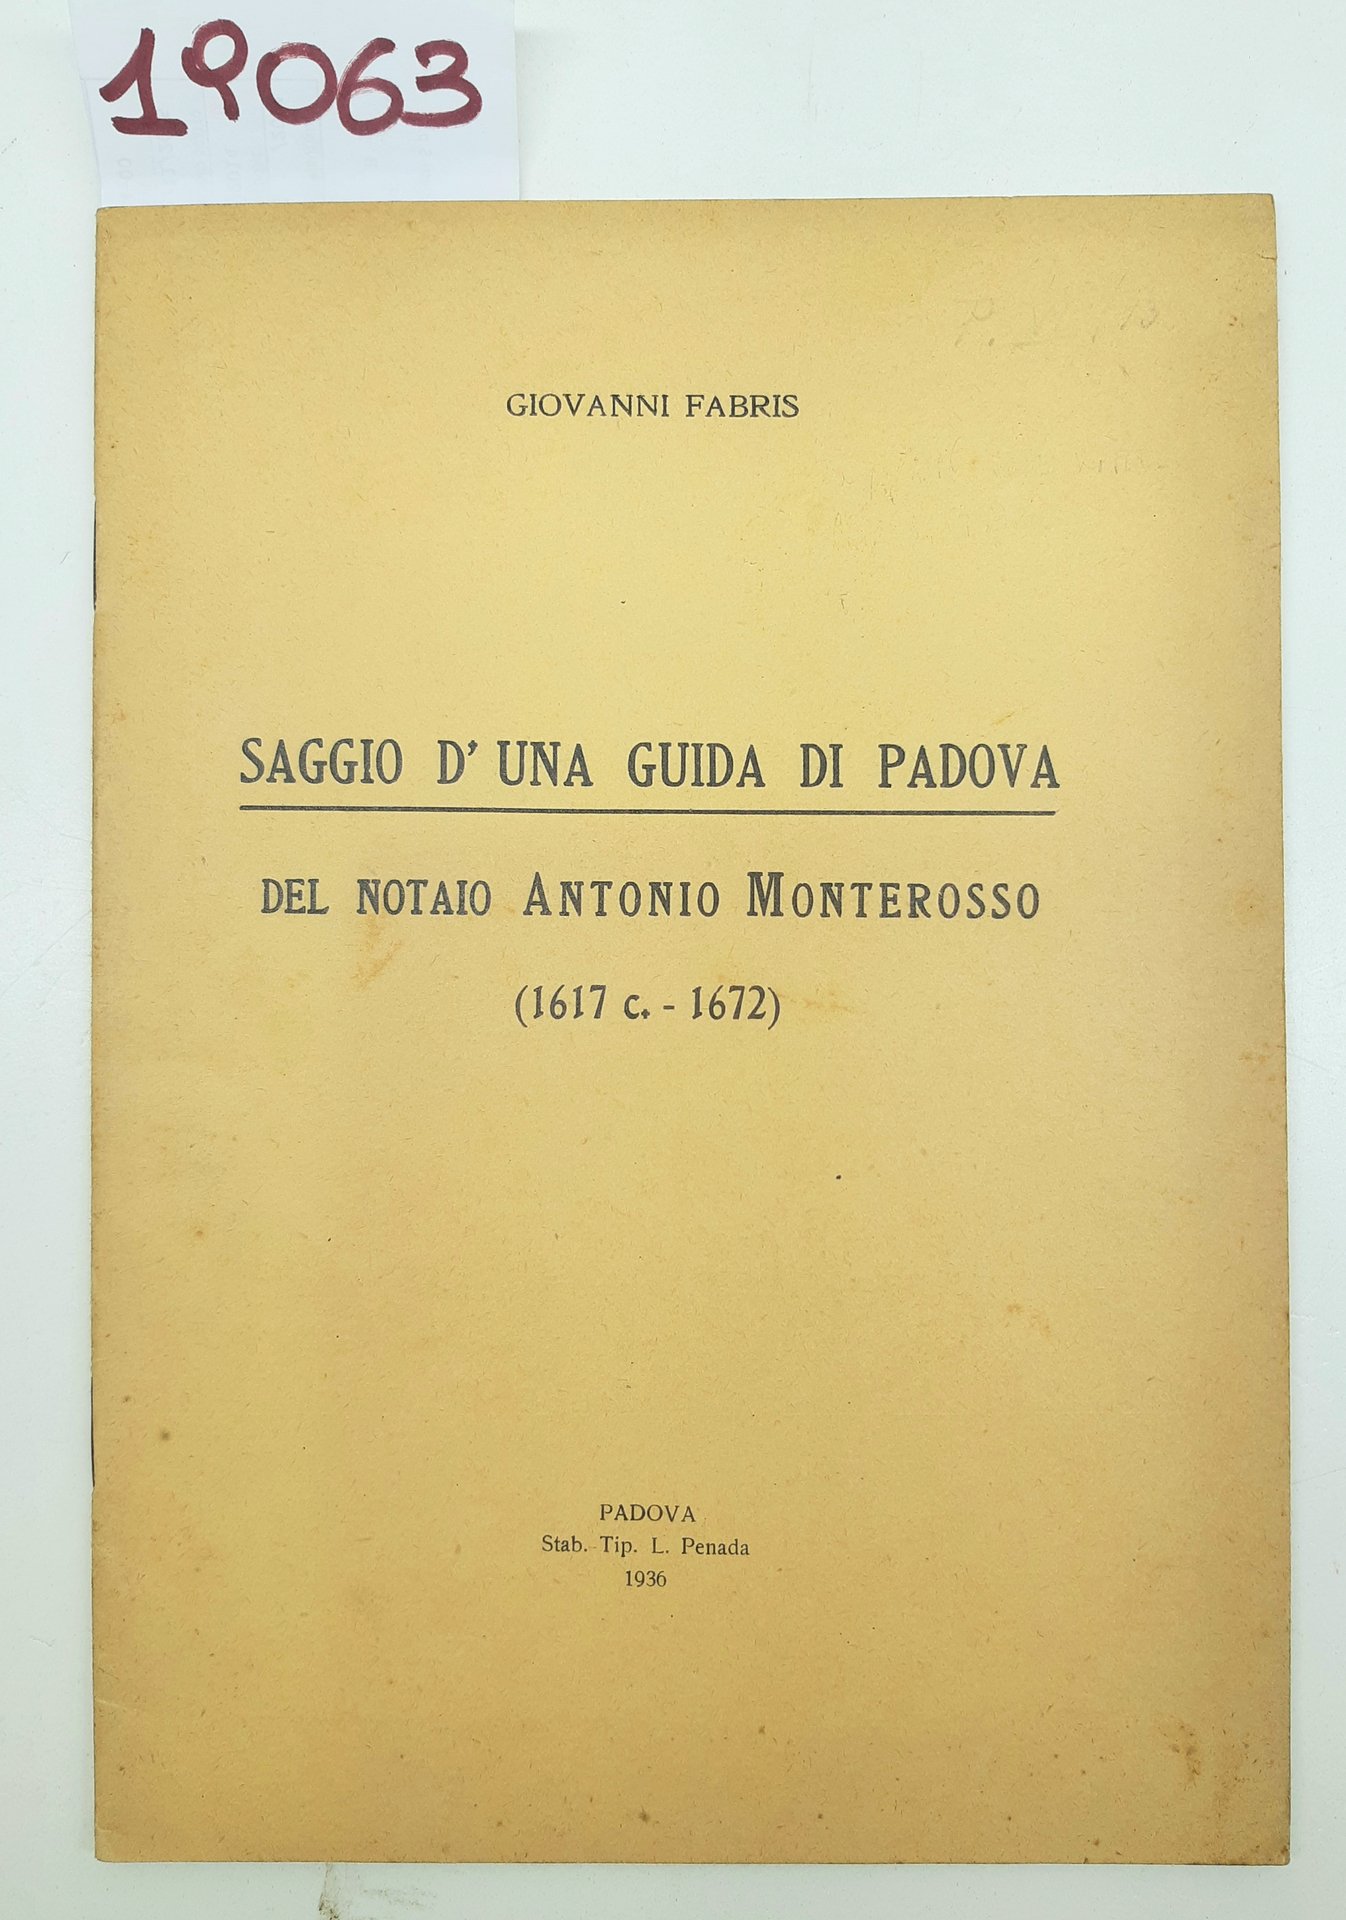 19063
GIOVANNI FABRIS
SAGGIO D' UNA GUIDA DI PADOVA
DEL NOTAIO ANTONIO MONTEROSSO
(1617 c. - 1672)
PADOVA
Stab. Tip. L. Penada
1936